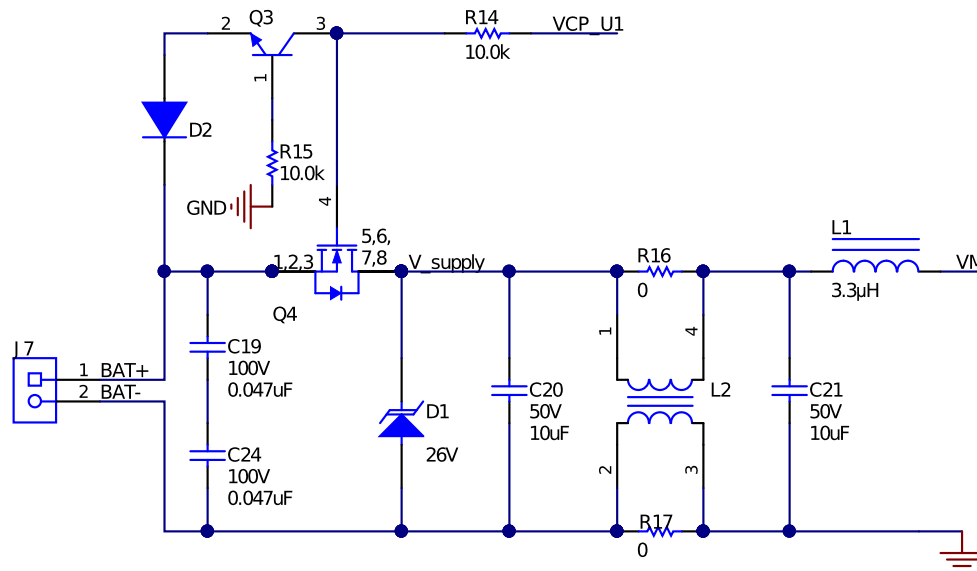 2
Q3
3
R14
VCP_U1
10.0k
1
D2
R15
10.0k
GND
4
5,6,
7,8
1,2,3
V_supply
Q4
R16
0
L1
3.3µH
VM
J7
1
BAT+
2
BAT-
C19
100V
0.047uF
1
4
L2
C20
50V
10uF
C21
50V
10uF
D1
26V
C24
100V
0.047uF
2
3
R17
0